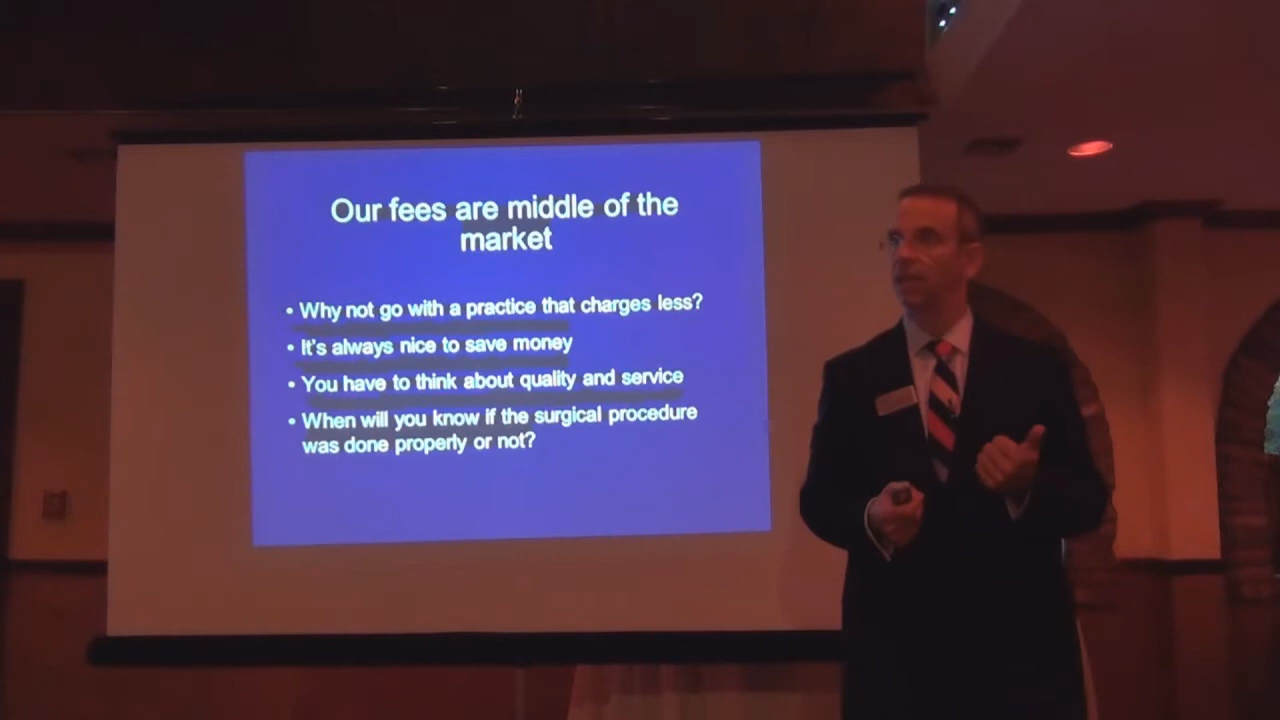 Our fees are middle of the
market
• Why not go with a practice that charges less?
• It's always nice to save money
• You have to think about quality and service
• When will you know if the surgical procedure
was done properly or not?